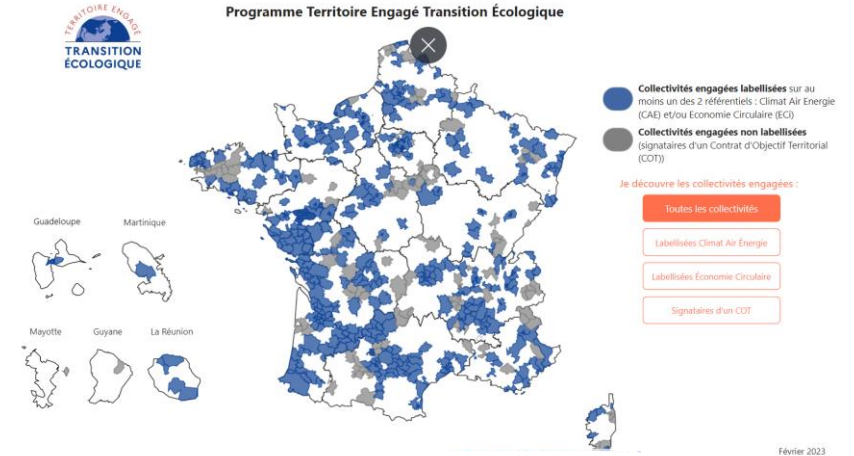 TERRITOIRE ENGAGÉ
TRANSITION
ÉCOLOGIQUE
Programme Territoire Engagé Transition Écologique
Collectivités engagées labellisées sur au
moins un des 2 référentiels : Climat Air Energie
(CAE) et/ou Economie Circulaire (ECi)
Collectivités engagées non labellisées
(signataires d'un Contrat d'Objectif Territorial
(COT))
Je découvre les collectivités engagées :
Toutes les collectivités
Labellisées Climat Air Énergie
Labellisées Économie Circulaire
Signataires d'un COT
Guadeloupe
Martinique
Mayotte
Guyane
La Réunion
Février 2023